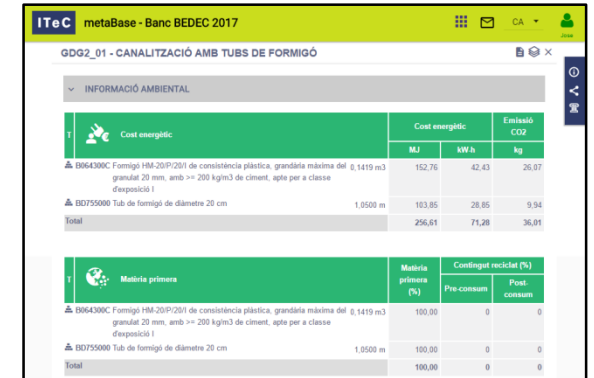 ITeC metaBase - Banc BEDEC 2017 CA
Jose
GDG2_01 - CANALITZACIÓ AMB TUBS DE FORMIGÓ
INFORMACIÓ AMBIENTAL
T Cost energètic Cost energètic Emissió CO2
MJ kW·h kg
B064300C Formigó HM-20/P/20/I de consistència plàstica, grandària màxima del 0,1419 m3 152,76 42,43 26,07
granulat 20 mm, amb >= 200 kg/m3 de ciment, apte per a classe
d'exposició I
BD755000 Tub de formigó de diàmetre 20 cm 1,0500 m 103,85 28,85 9,94
Total 256,61 71,28 36,01
T Matèria primera Matèria primera (%) Contingut reciclat (%)
Pre-consum Post-consum
B064300C Formigó HM-20/P/20/I de consistència plàstica, grandària màxima del 0,1419 m3 100,00 0 0
granulat 20 mm, amb >= 200 kg/m3 de ciment, apte per a classe
d'exposició I
BD755000 Tub de formigó de diàmetre 20 cm 1,0500 m 100,00 0 0
Total 100,00 0 0